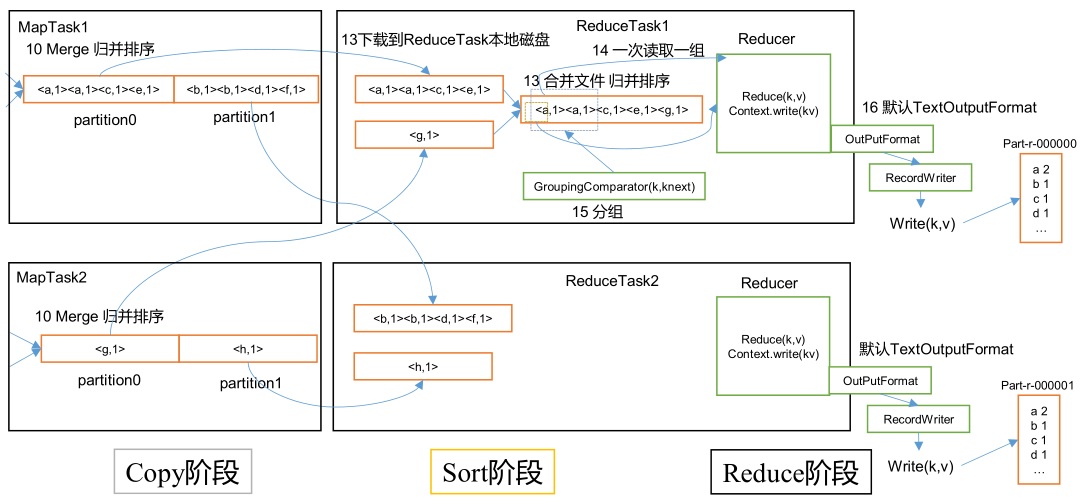 MapTask1
10 Merge 归并排序
<a,1><a,1><c,1><e,1>
<b,1><b,1><d,1><f,1>
partition0
partition1
ReduceTask1
13下载到ReduceTask本地磁盘
14 一次读取一组
<a,1><a,1><c,1><e,1>
<g,1>
13 合并文件 归并排序
<a,1><a,1><c,1><e,1><g,1>
GroupingComparator(k,knext)
15 分组
Reducer
Reduce(k,v)
Context.write(kv)
16 默认TextOutputFormat
OutPutFormat
RecordWriter
Write(k,v)
Part-r-000000
a 2
b 1
c 1
d 1
…
MapTask2
10 Merge 归并排序
<g,1>
<h,1>
partition0
partition1
ReduceTask2
<b,1><b,1><d,1><f,1>
<h,1>
Reducer
Reduce(k,v)
Context.write(kv)
默认TextOutputFormat
OutPutFormat
RecordWriter
Write(k,v)
Part-r-000001
a 2
b 1
c 1
d 1
…
Copy阶段
Sort阶段
Reduce阶段